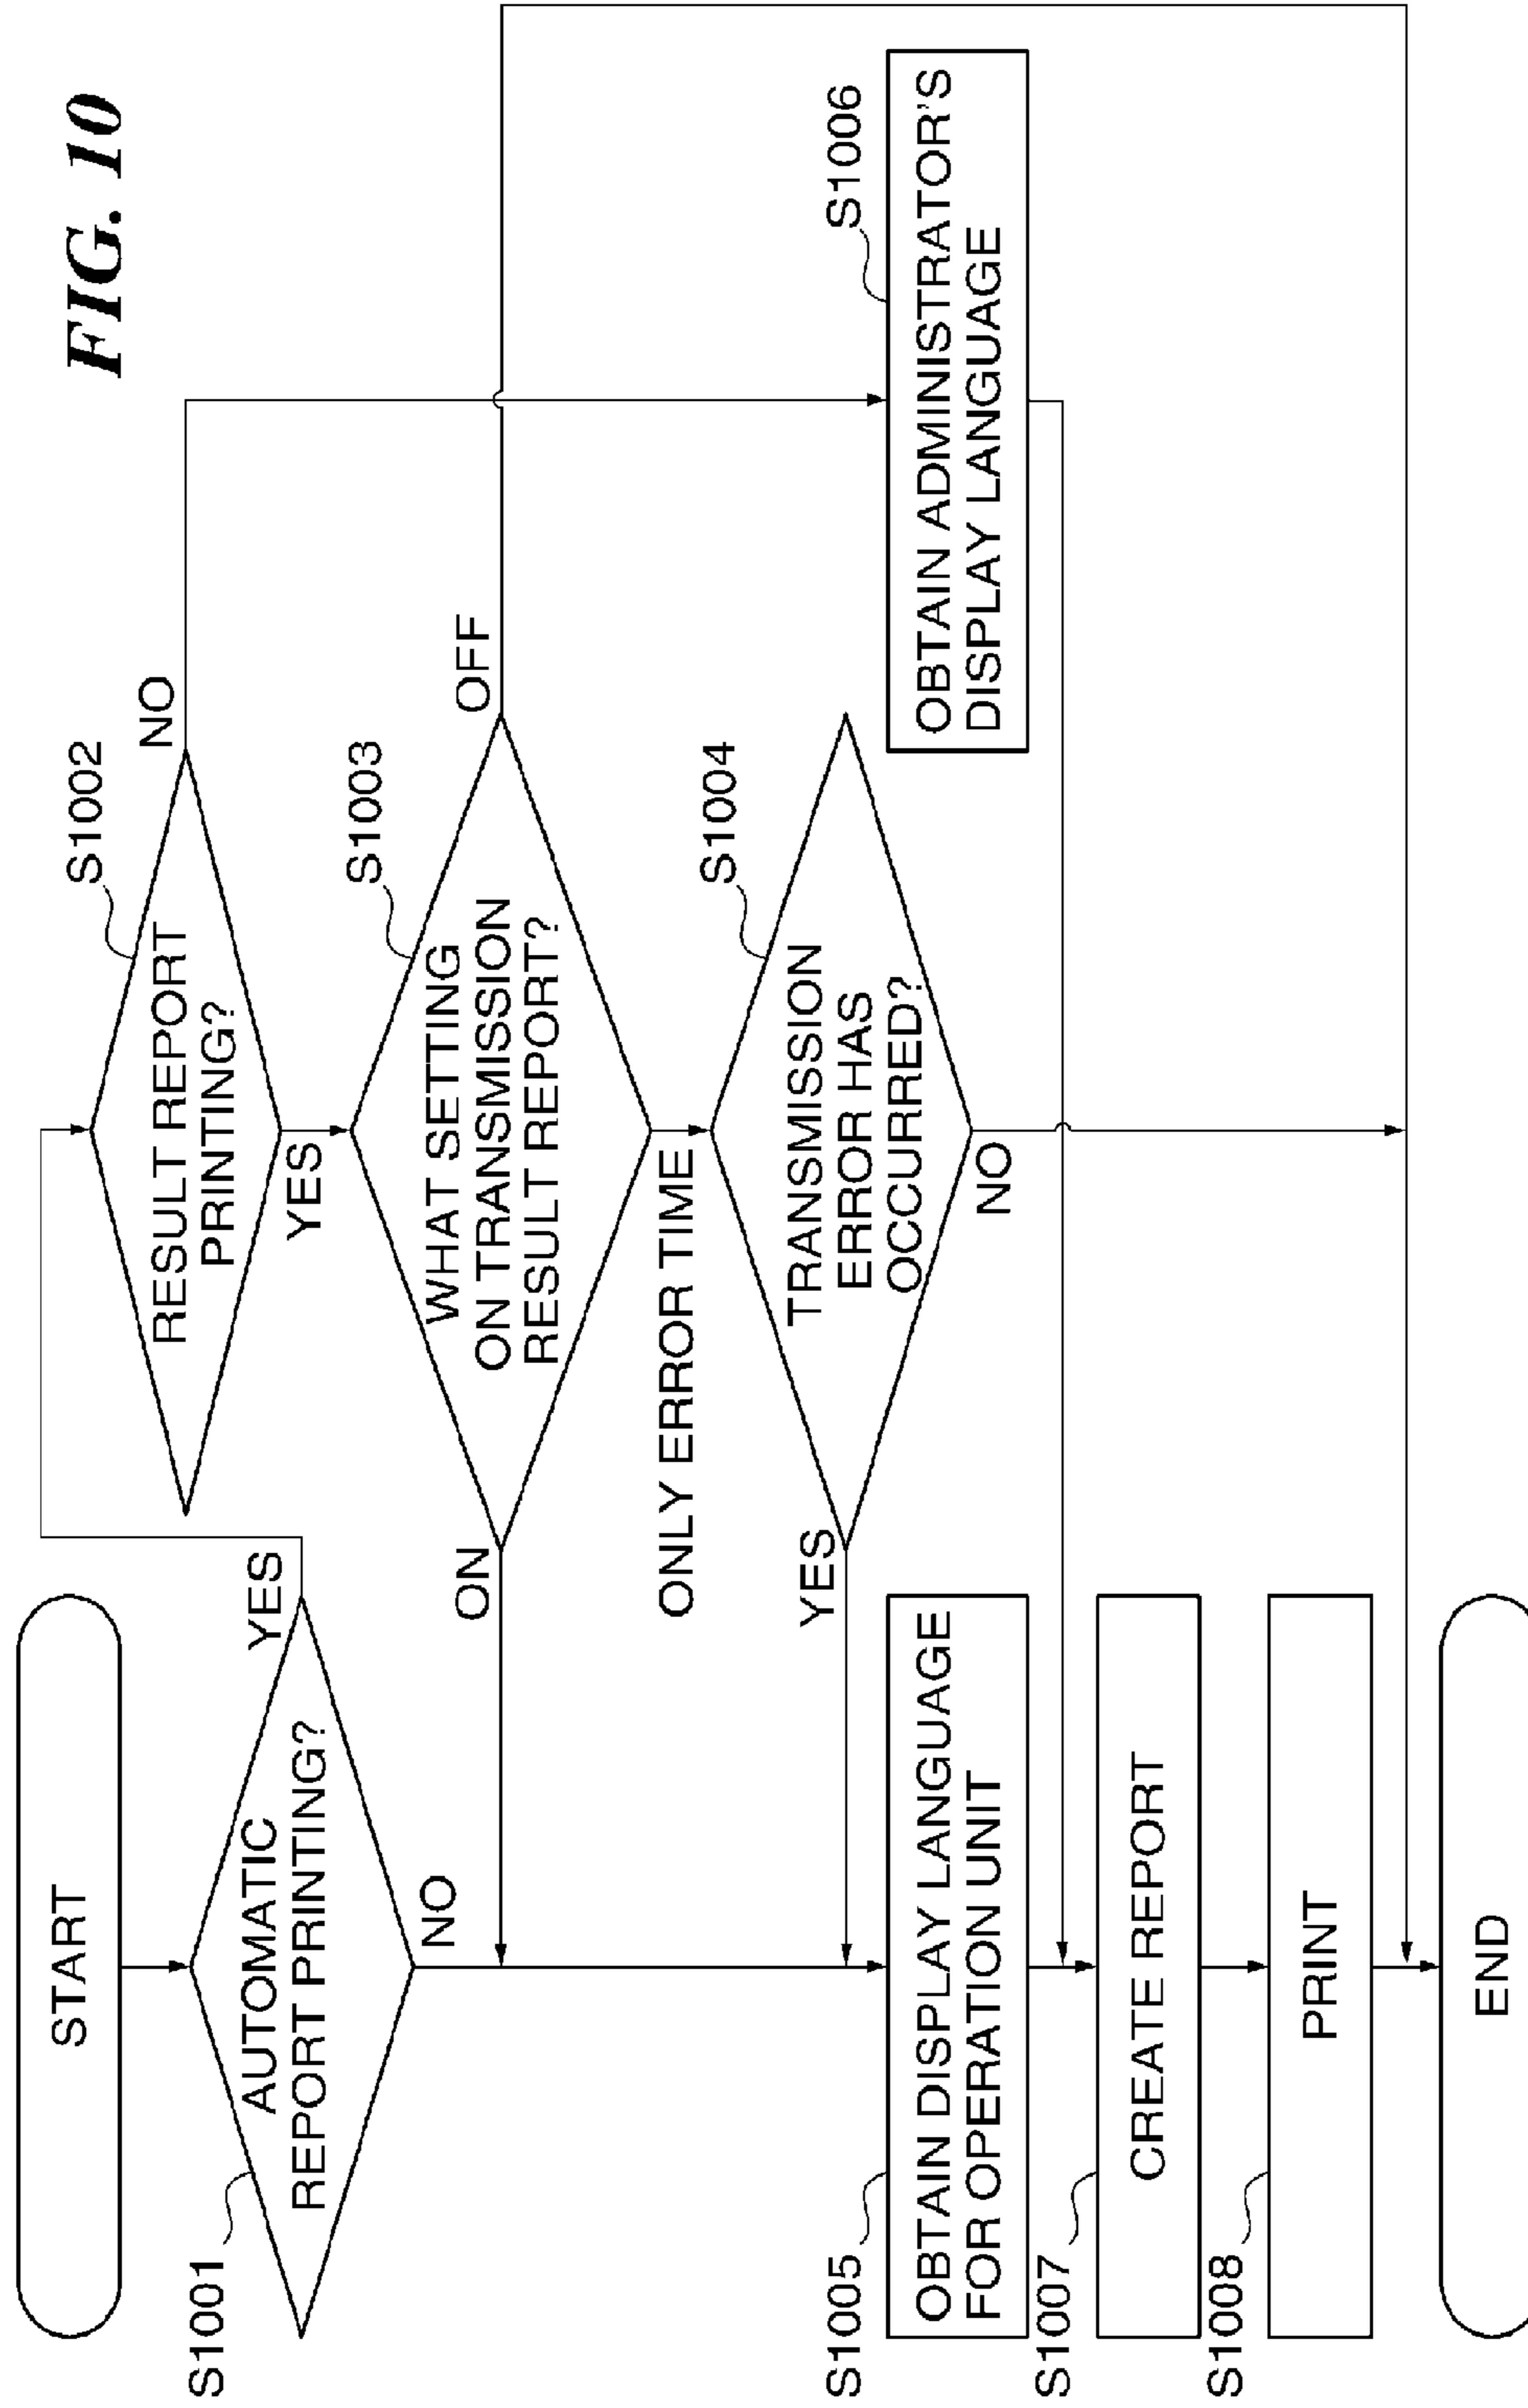 FIG. 10
START
S1001
AUTOMATIC
REPORT PRINTING?
YES
NO
S1002
RESULT REPORT
PRINTING?
NO
YES
S1003
WHAT SETTING
ON TRANSMISSION
RESULT REPORT?
ON
OFF
ONLY ERROR TIME
S1004
TRANSMISSION
ERROR HAS
OCCURRED?
YES
NO
S1005
OBTAIN DISPLAY LANGUAGE
FOR OPERATION UNIT
S1006
OBTAIN ADMINISTRATOR'S
DISPLAY LANGUAGE
S1007
CREATE REPORT
S1008
PRINT
END